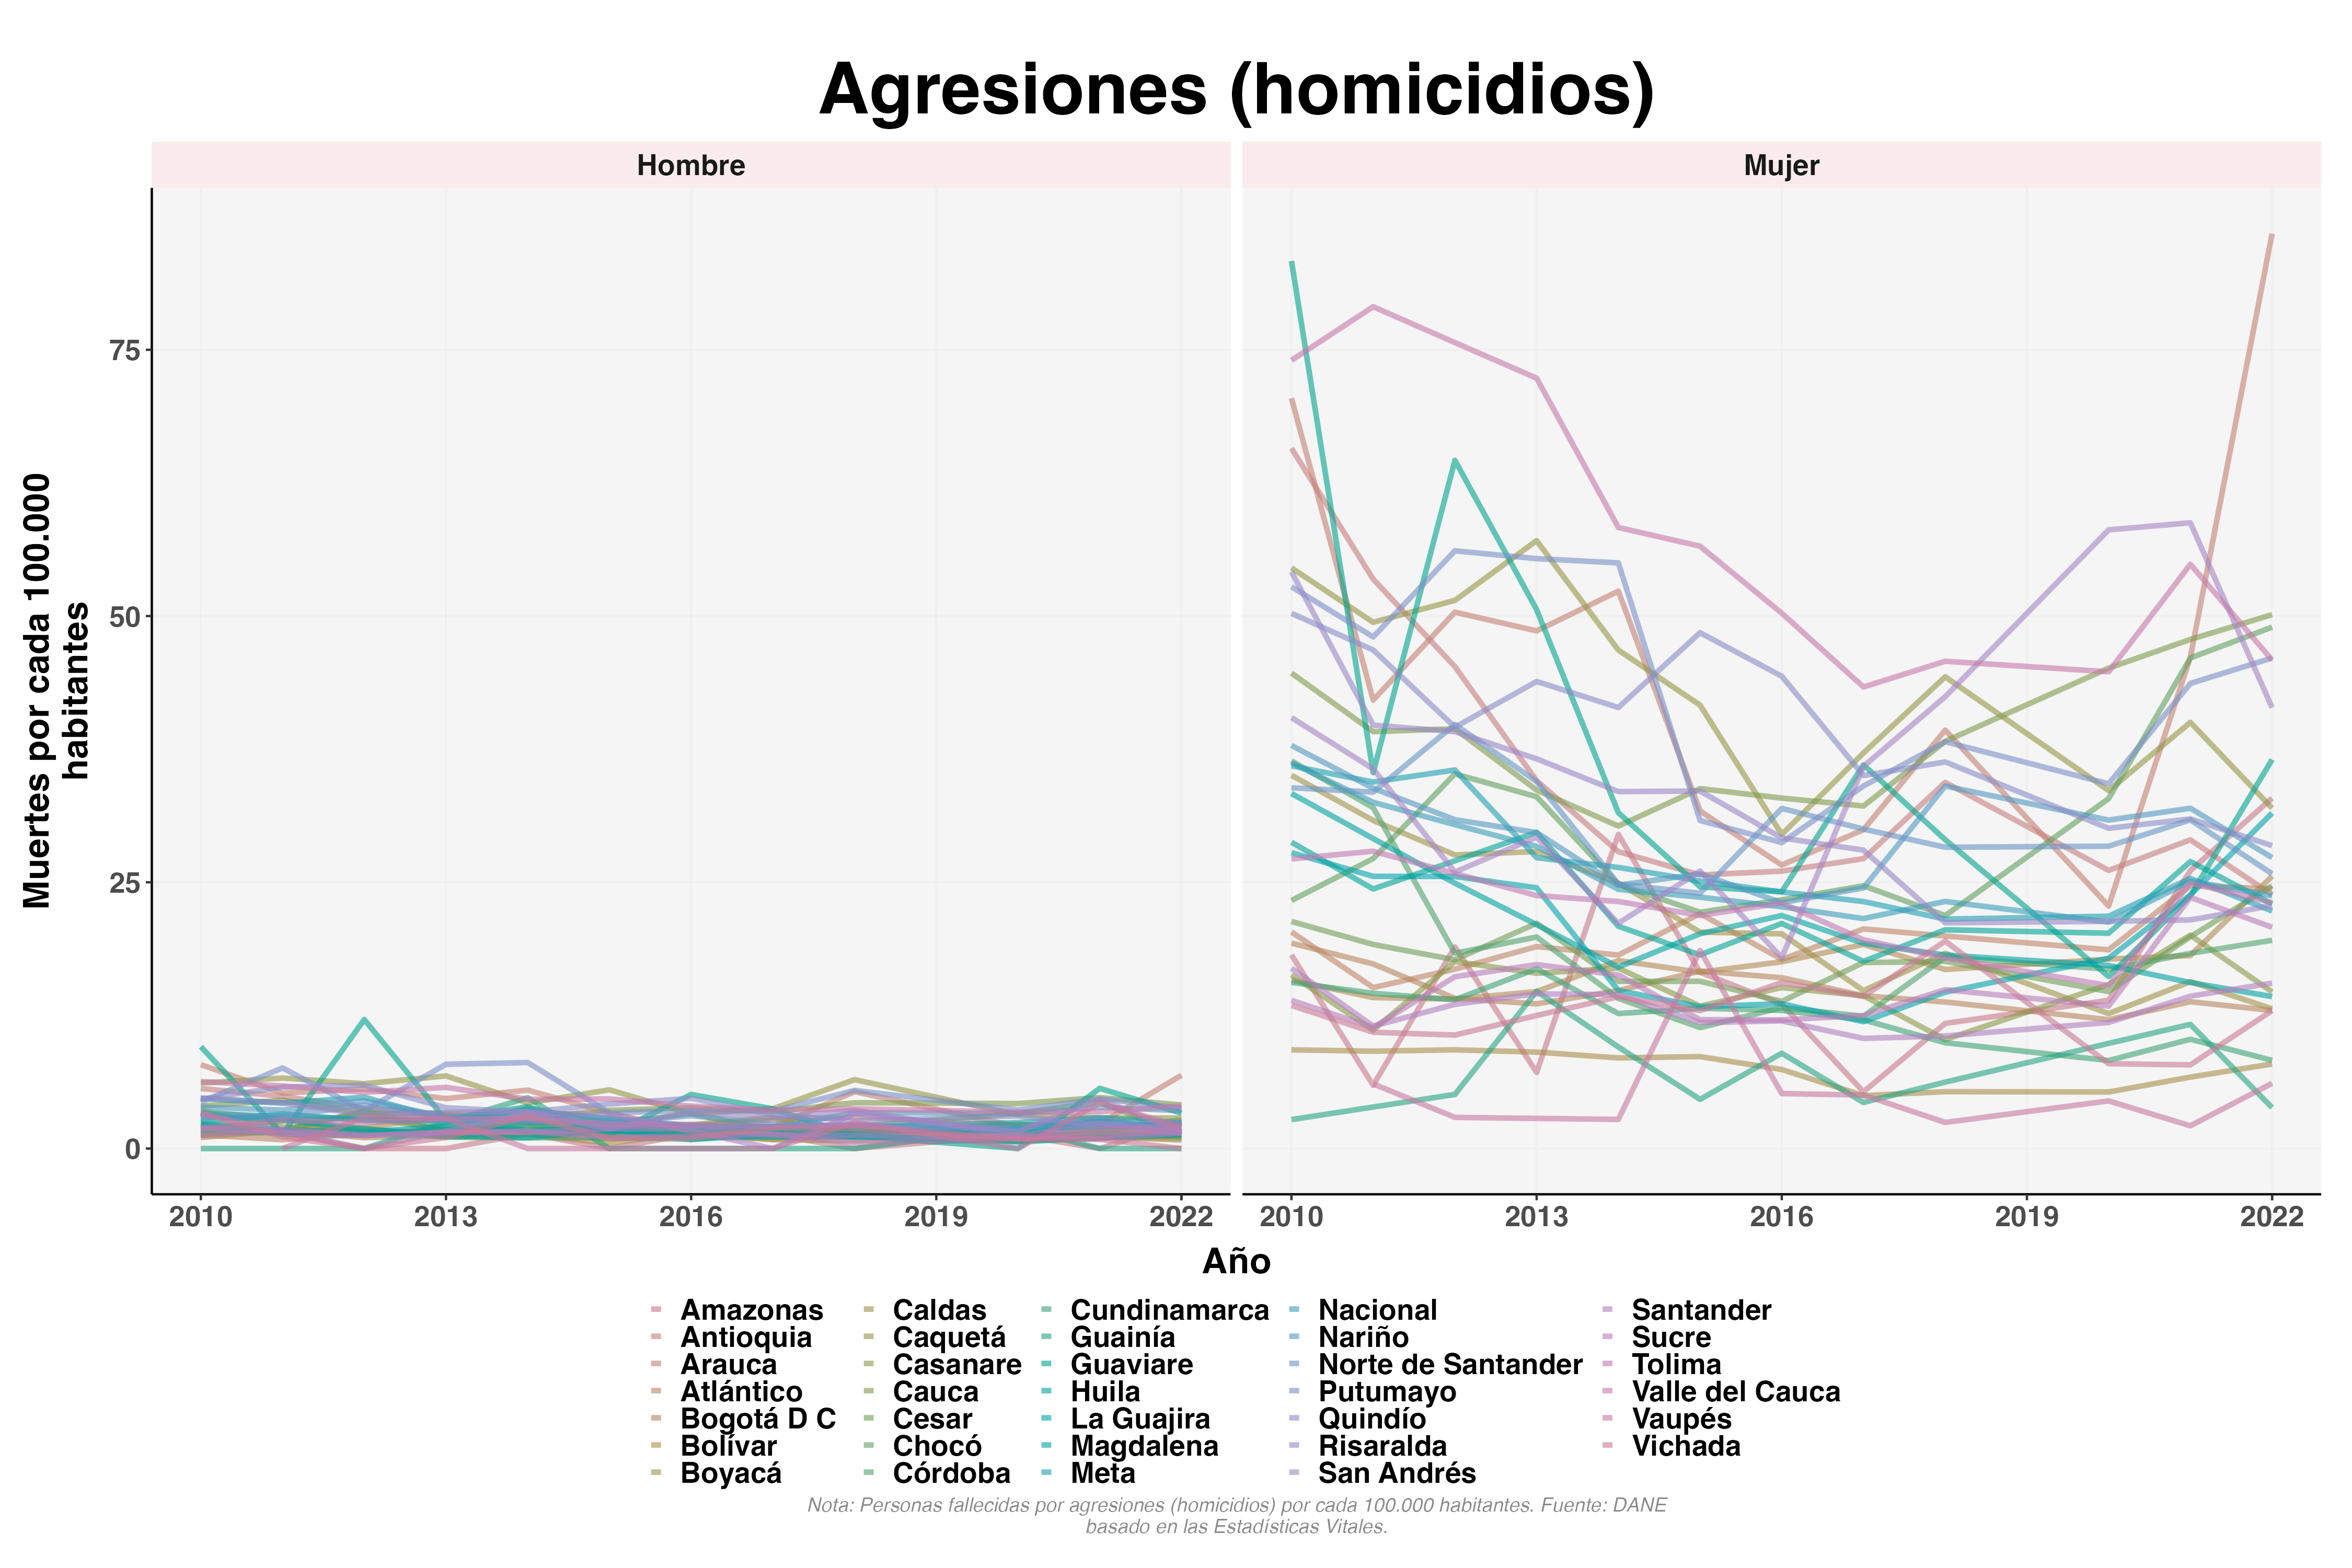 Agresiones (homicidios)
Hombre
Mujer
Muertes por cada 100.000
habitantes
75
50
25
0
2010
2013
2016
2019
2022
2010
2013
2016
2019
2022
Año
Amazonas
Antioquia
Arauca
Atlántico
Bogotá D C
Bolívar
Boyacá
Caldas
Caquetá
Casanare
Cauca
Cesar
Chocó
Córdoba
Cundinamarca
Guainía
Guaviare
Huila
La Guajira
Magdalena
Meta
Nacional
Nariño
Norte de Santander
Putumayo
Quindío
Risaralda
San Andrés
Santander
Sucre
Tolima
Valle del Cauca
Vaupés
Vichada
Nota: Personas fallecidas por agresiones (homicidios) por cada 100.000 habitantes. Fuente: DANE
basado en las Estadísticas Vitales.